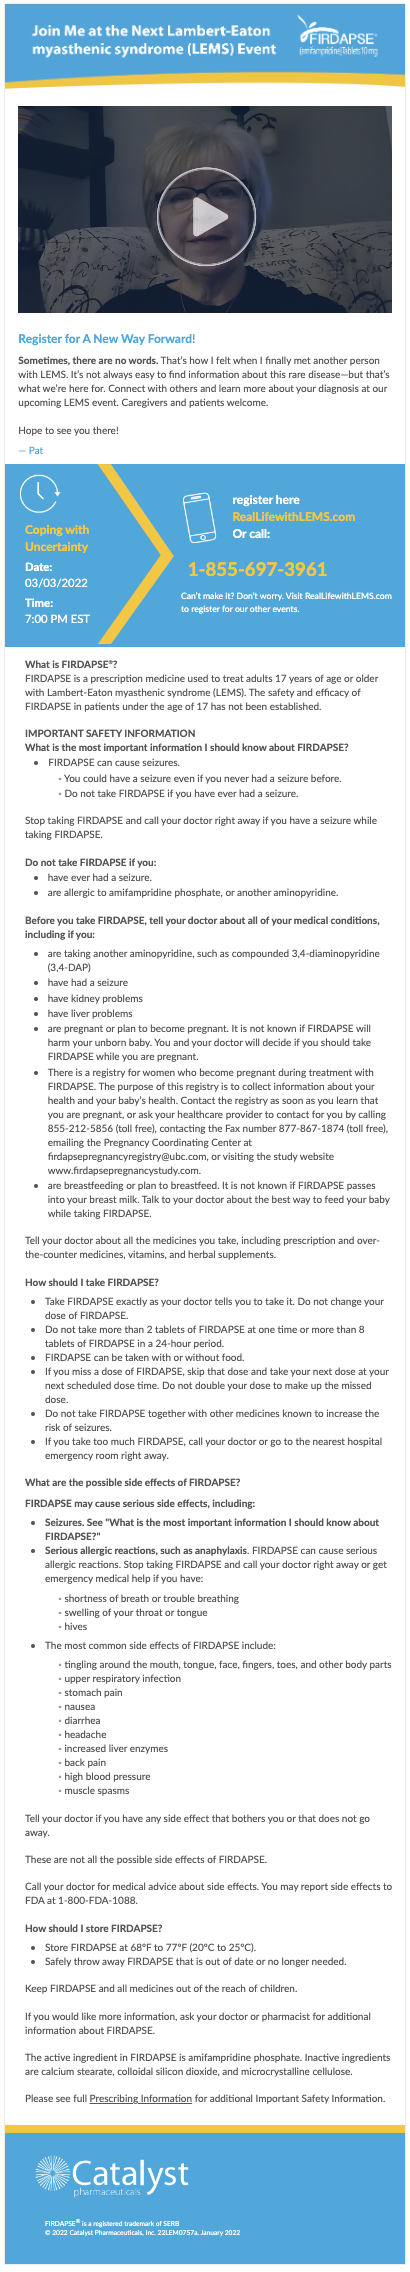 Join Me at the Next Lambert-Eaton
myasthenic syndrome (LEMS) Event
FIRDAPSE®
(amifampridine) Tablets 10 mg
Register for A New Way Forward!
Sometimes, there are no words. That's how I felt when I finally met another person
with LEMS. It's not always easy to find information about this rare disease—but that's
what we're here for. Connect with others and learn more about your diagnosis at our
upcoming LEMS event. Caregivers and patients welcome.
Hope to see you there!
— Pat
Coping with
Uncertainty
Date:
03/03/2022
Time:
7:00 PM EST
register here
RealLifewithLEMS.com
Or call:
1-855-697-3961
Can't make it? Don't worry. Visit RealLifewithLEMS.com
to register for our other events.
What is FIRDAPSE®?
FIRDAPSE is a prescription medicine used to treat adults 17 years of age or older
with Lambert-Eaton myasthenic syndrome (LEMS). The safety and efficacy of
FIRDAPSE in patients under the age of 17 has not been established.
IMPORTANT SAFETY INFORMATION
What is the most important information I should know about FIRDAPSE?
• FIRDAPSE can cause seizures.
- You could have a seizure even if you never had a seizure before.
- Do not take FIRDAPSE if you have ever had a seizure.
Stop taking FIRDAPSE and call your doctor right away if you have a seizure while
taking FIRDAPSE.
Do not take FIRDAPSE if you:
• have ever had a seizure.
• are allergic to amifampridine phosphate, or another aminopyridine.
Before you take FIRDAPSE, tell your doctor about all of your medical conditions,
including if you:
• are taking another aminopyridine, such as compounded 3,4-diaminopyridine
(3,4-DAP)
• have had a seizure
• have kidney problems
• have liver problems
• are pregnant or plan to become pregnant. It is not known if FIRDAPSE will
harm your unborn baby. You and your doctor will decide if you should take
FIRDAPSE while you are pregnant.
• There is a registry for women who become pregnant during treatment with
FIRDAPSE. The purpose of this registry is to collect information about your
health and your baby's health. Contact the registry as soon as you learn that
you are pregnant, or ask your healthcare provider to contact for you by calling
855-212-5856 (toll free), contacting the Fax number 877-867-1874 (toll free),
emailing the Pregnancy Coordinating Center at
firdapsepregnancyregistry@ubc.com, or visiting the study website
www.firdapsepregnancystudy.com.
• are breastfeeding or plan to breastfeed. It is not known if FIRDAPSE passes
into your breast milk. Talk to your doctor about the best way to feed your baby
while taking FIRDAPSE.
Tell your doctor about all the medicines you take, including prescription and over-
the-counter medicines, vitamins, and herbal supplements.
How should I take FIRDAPSE?
• Take FIRDAPSE exactly as your doctor tells you to take it. Do not change your
dose of FIRDAPSE.
• Do not take more than 2 tablets of FIRDAPSE at one time or more than 8
tablets of FIRDAPSE in a 24-hour period.
• FIRDAPSE can be taken with or without food.
• If you miss a dose of FIRDAPSE, skip that dose and take your next dose at your
next scheduled dose time. Do not double your dose to make up the missed
dose.
• Do not take FIRDAPSE together with other medicines known to increase the
risk of seizures.
• If you take too much FIRDAPSE, call your doctor or go to the nearest hospital
emergency room right away.
What are the possible side effects of FIRDAPSE?
FIRDAPSE may cause serious side effects, including:
• Seizures. See "What is the most important information I should know about
FIRDAPSE?"
• Serious allergic reactions, such as anaphylaxis. FIRDAPSE can cause serious
allergic reactions. Stop taking FIRDAPSE and call your doctor right away or get
emergency medical help if you have:
- shortness of breath or trouble breathing
- swelling of your throat or tongue
- hives
• The most common side effects of FIRDAPSE include:
- tingling around the mouth, tongue, face, fingers, toes, and other body parts
- upper respiratory infection
- stomach pain
- nausea
- diarrhea
- headache
- increased liver enzymes
- back pain
- high blood pressure
- muscle spasms
Tell your doctor if you have any side effect that bothers you or that does not go
away.
These are not all the possible side effects of FIRDAPSE.
Call your doctor for medical advice about side effects. You may report side effects to
FDA at 1-800-FDA-1088.
How should I store FIRDAPSE?
• Store FIRDAPSE at 68ºF to 77ºF (20ºC to 25ºC).
• Safely throw away FIRDAPSE that is out of date or no longer needed.
Keep FIRDAPSE and all medicines out of the reach of children.
If you would like more information, ask your doctor or pharmacist for additional
information about FIRDAPSE.
The active ingredient in FIRDAPSE is amifampridine phosphate. Inactive ingredients
are calcium stearate, colloidal silicon dioxide, and microcrystalline cellulose.
Please see full Prescribing Information for additional Important Safety Information.
Catalyst
pharmaceuticals
FIRDAPSE® is a registered trademark of SERB
© 2022 Catalyst Pharmaceuticals, Inc. 22LEM0757a. January 2022